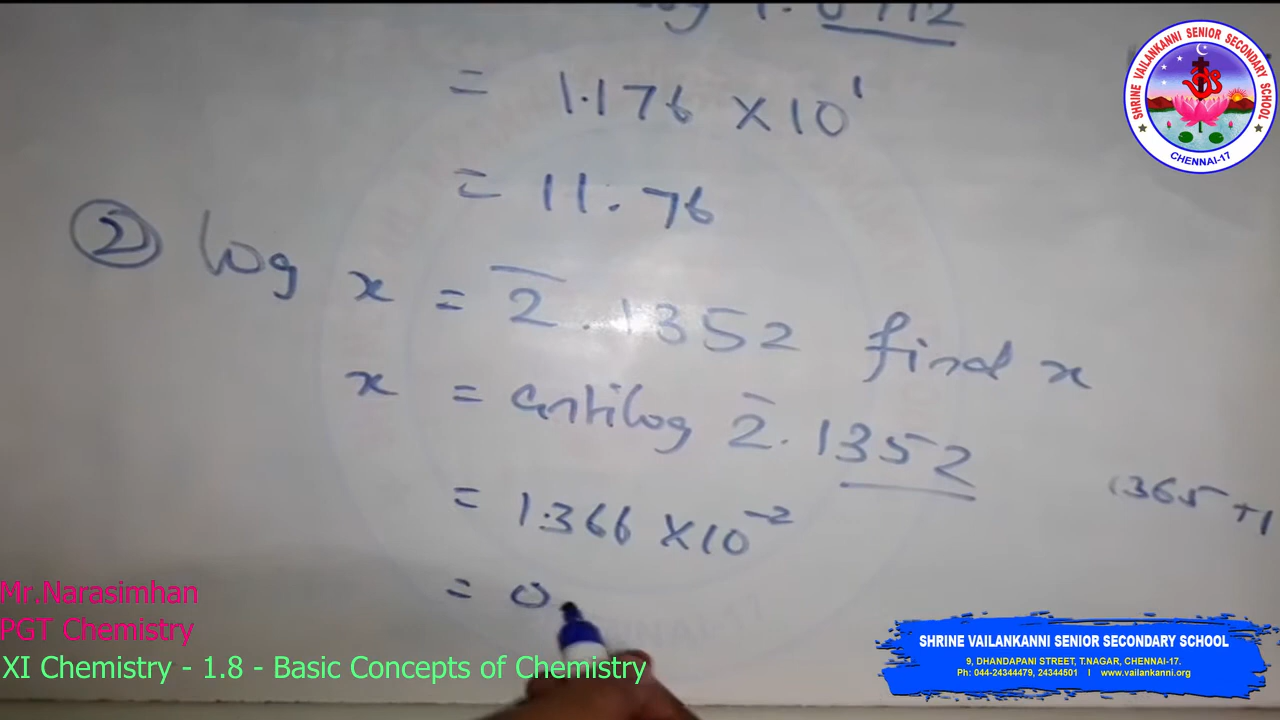 = 1.176 × 10¹
= 11.76
② log x = 2̅.1352 find x
x = antilog 2̅.1352
= 1.366 × 10⁻² 1365 + 1
= 0.
SHRINE VAILANKANNI SENIOR SECONDARY SCHOOL
CHENNAI-17
Mr.Narasimhan
PGT Chemistry
XI Chemistry - 1.8 - Basic Concepts of Chemistry
SHRINE VAILANKANNI SENIOR SECONDARY SCHOOL
9, DHANDAPANI STREET, T.NAGAR, CHENNAI-17.
Ph: 044-24344479, 24344501 I www.vailankanni.org